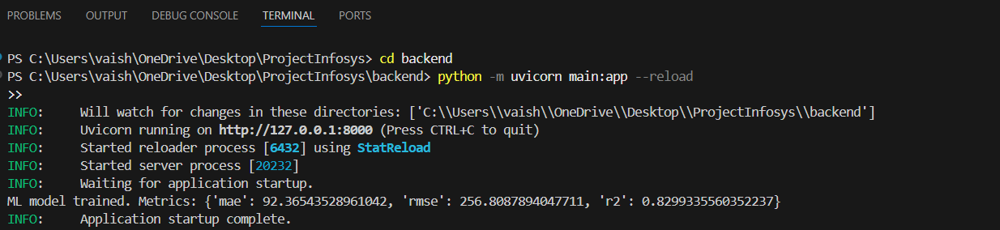 PROBLEMS OUTPUT DEBUG CONSOLE TERMINAL PORTS
PS C:\Users\vaish\OneDrive\Desktop\ProjectInfosys> cd backend
PS C:\Users\vaish\OneDrive\Desktop\ProjectInfosys\backend> python -m uvicorn main:app --reload
>>
INFO:     Will watch for changes in these directories: ['C:\\Users\\vaish\\OneDrive\\Desktop\\ProjectInfosys\\backend']
INFO:     Uvicorn running on http://127.0.0.1:8000 (Press CTRL+C to quit)
INFO:     Started reloader process [6432] using StatReload
INFO:     Started server process [20232]
INFO:     Waiting for application startup.
ML model trained. Metrics: {'mae': 92.36543528961042, 'rmse': 256.8087894047711, 'r2': 0.8299335560352237}
INFO:     Application startup complete.